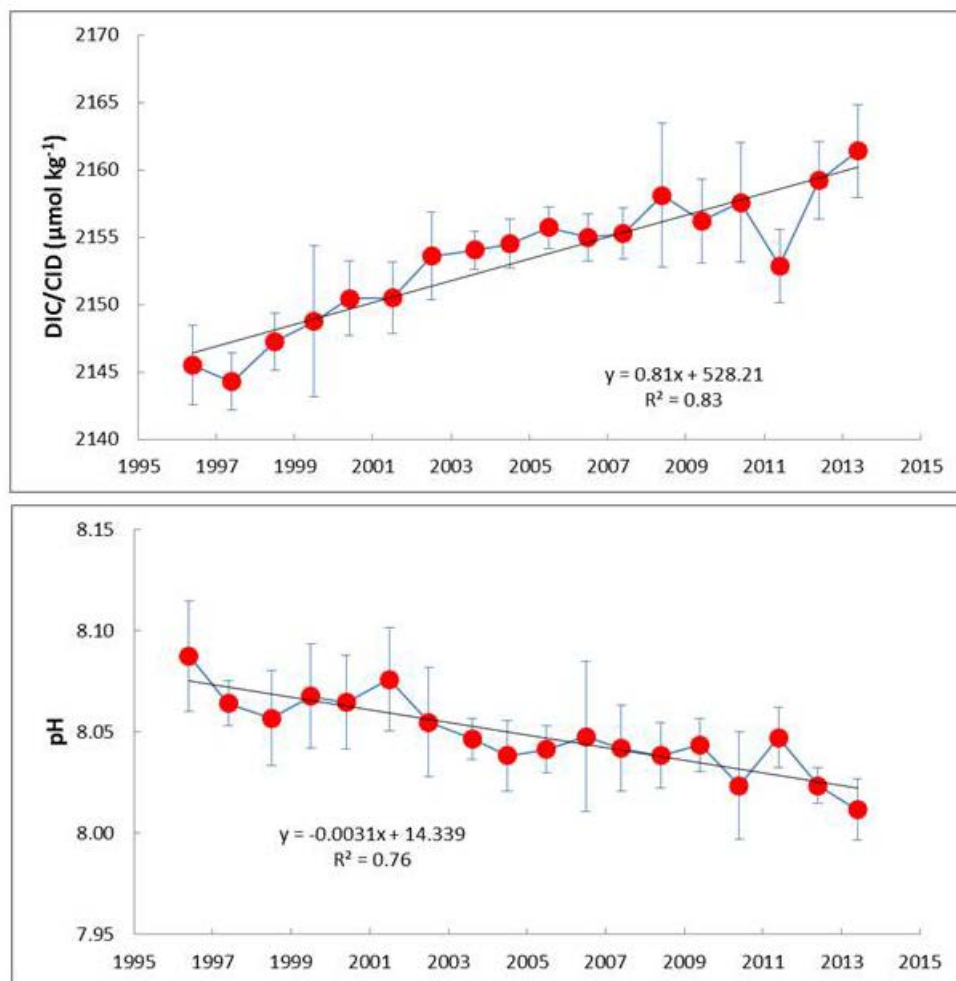 2170
2165
2160
2155
2150
2145
2140
DIC/CID (µmol kg⁻¹)
y = 0.81x + 528.21
R² = 0.83
1995 1997 1999 2001 2003 2005 2007 2009 2011 2013 2015
8.15
8.10
8.05
8.00
7.95
pH
y = -0.0031x + 14.339
R² = 0.76
1995 1997 1999 2001 2003 2005 2007 2009 2011 2013 2015